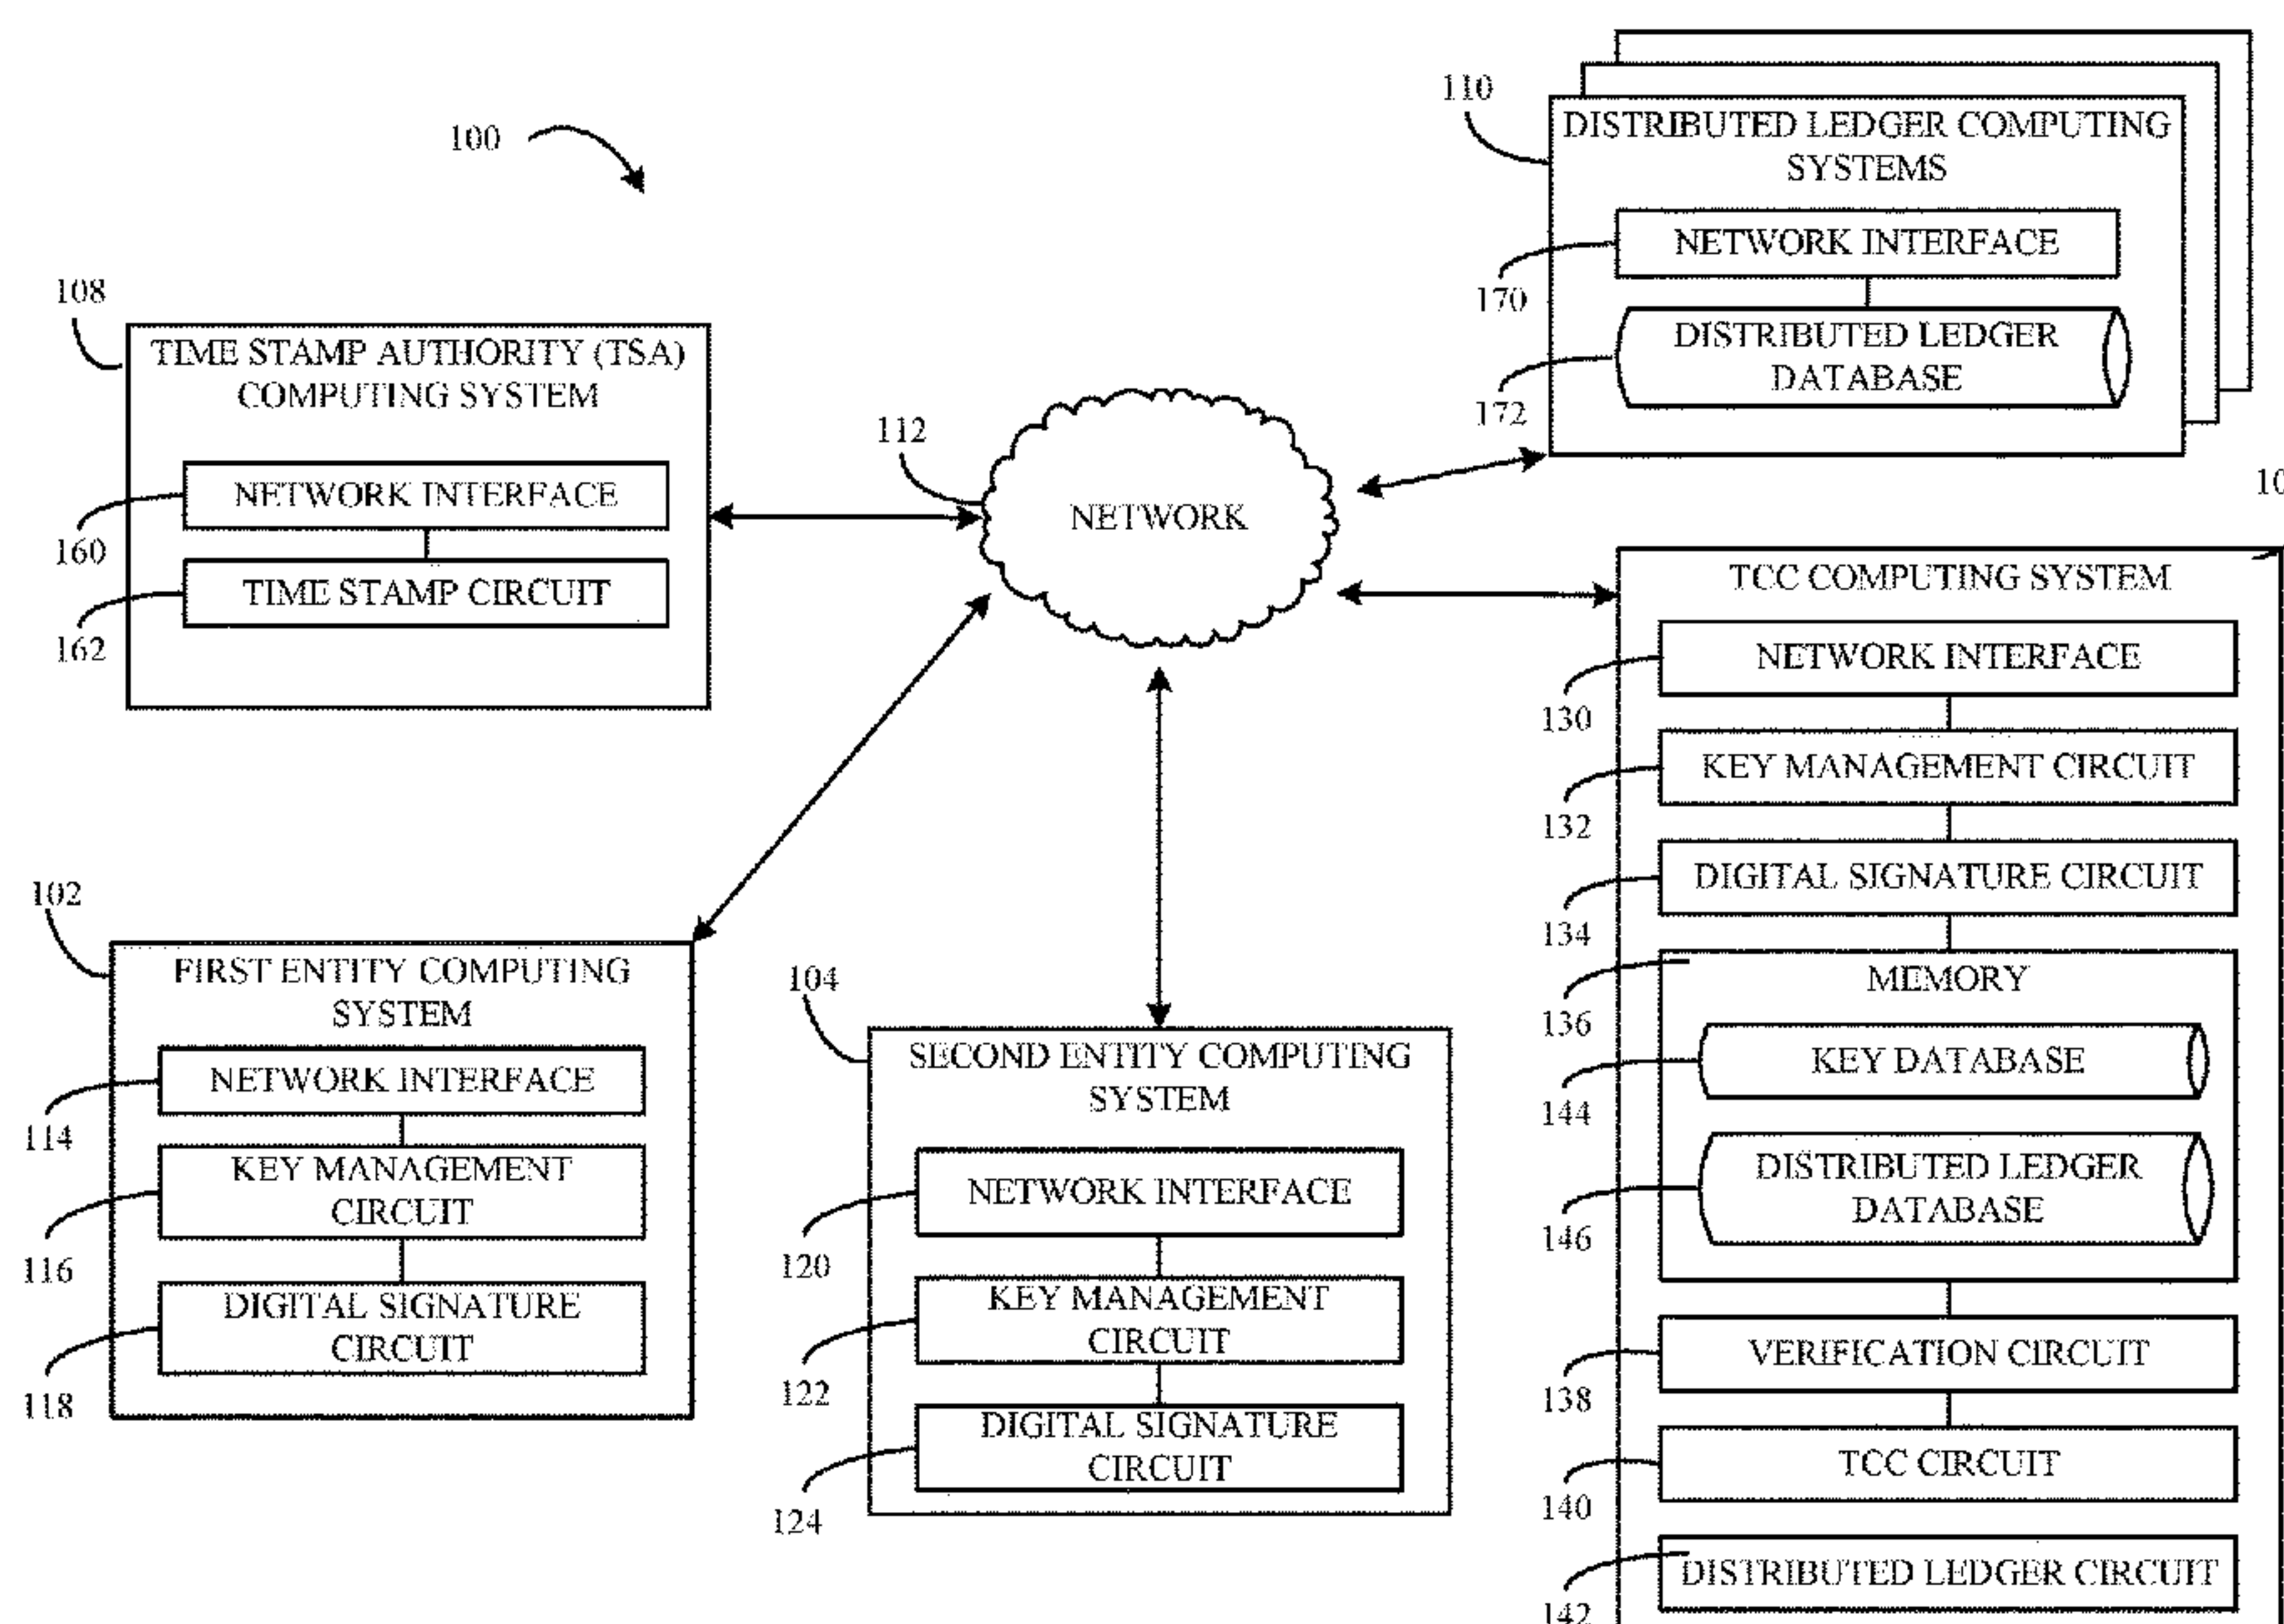 100
110
DISTRIBUTED LEDGER COMPUTING
SYSTEMS
NETWORK INTERFACE
170
DISTRIBUTED LEDGER
DATABASE
172
108
TIME STAMP AUTHORITY (TSA)
COMPUTING SYSTEM
NETWORK INTERFACE
160
TIME STAMP CIRCUIT
162
112
NETWORK
TCC COMPUTING SYSTEM
NETWORK INTERFACE
130
KEY MANAGEMENT CIRCUIT
132
DIGITAL SIGNATURE CIRCUIT
134
MEMORY
136
KEY DATABASE
144
DISTRIBUTED LEDGER
DATABASE
146
VERIFICATION CIRCUIT
138
TCC CIRCUIT
140
DISTRIBUTED LEDGER CIRCUIT
142
102
FIRST ENTITY COMPUTING
SYSTEM
NETWORK INTERFACE
114
KEY MANAGEMENT
CIRCUIT
116
DIGITAL SIGNATURE
CIRCUIT
118
104
SECOND ENTITY COMPUTING
SYSTEM
NETWORK INTERFACE
120
KEY MANAGEMENT
CIRCUIT
122
DIGITAL SIGNATURE
CIRCUIT
124